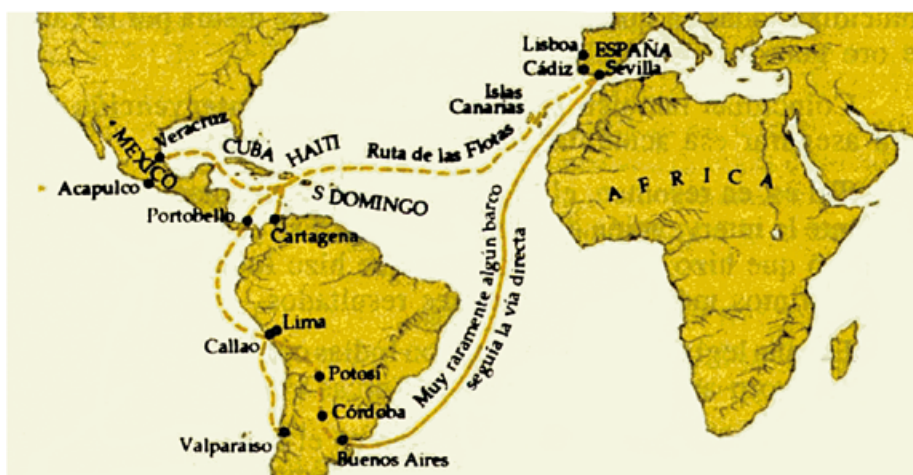 Lisboa
ESPAÑA
Cádiz
Sevilla
Islas
Canarias
Ruta de las Flotas
MEXICO
Veracruz
CUBA
HAITI
S DOMINGO
Acapulco
Portobello
Cartagena
AFRICA
Muy raramente algún barco
seguía la vía directa
Lima
Callao
Potosí
Córdoba
Valparaiso
Buenos Aires